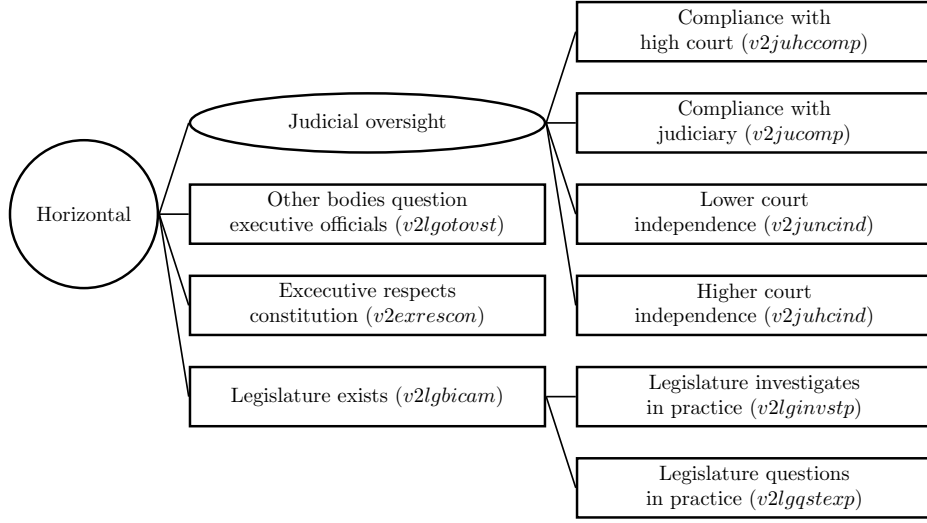 Compliance with
high court (v2juhccomp)
Judicial oversight
Compliance with
judiciary (v2jucomp)
Horizontal
Other bodies question
executive officials (v2lgotovst)
Lower court
independence (v2juncind)
Excecutive respects
constitution (v2exrescon)
Higher court
independence (v2juhcind)
Legislature exists (v2lgbicam)
Legislature investigates
in practice (v2lginvstp)
Legislature questions
in practice (v2lgqstexp)